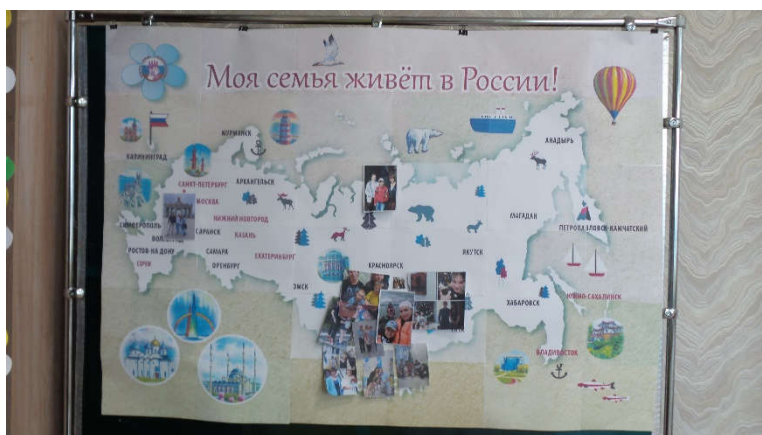 Моя семья живёт в России!
МУРМАНСК
АНАДЫРЬ
КАЛИНИНГРАД
САНКТ-ПЕТЕРБУРГ
АРХАНГЕЛЬСК
МОСКВА
НИЖНИЙ НОВГОРОД
МАГАДАН
СИМФЕРОПОЛЬ
САРАНСК
КАЗАНЬ
ПЕТРОПАВЛОВСК-КАМЧАТСКИЙ
РОСТОВ-НА ДОНУ
САМАРА
ЕКАТЕРИНБУРГ
ЯКУТСК
СОЧИ
ОРЕНБУРГ
КРАСНОЯРСК
ОМСК
ХАБАРОВСК
ЮЖНО-САХАЛИНСК
ВЛАДИВОСТОК